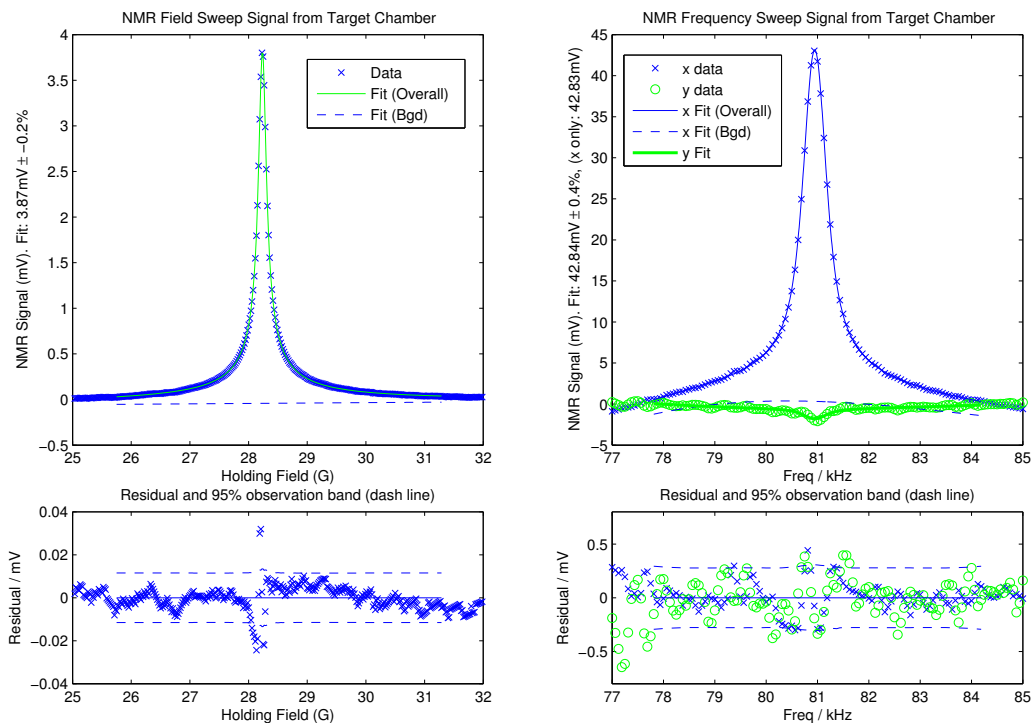 NMR Field Sweep Signal from Target Chamber
NMR Signal (mV). Fit: 3.87mV ± −0.2%
4
3.5
3
2.5
2
1.5
1
0.5
0
−0.5
Data
Fit (Overall)
Fit (Bgd)
25 26 27 28 29 30 31 32
Holding Field (G)
NMR Frequency Sweep Signal from Target Chamber
NMR Signal (mV). Fit: 42.84mV ± 0.4%, (x only: 42.83mV)
45
40
35
30
25
20
15
10
5
0
−5
x data
y data
x Fit (Overall)
x Fit (Bgd)
y Fit
77 78 79 80 81 82 83 84 85
Freq / kHz
Residual and 95% observation band (dash line)
Residual / mV
0.04
0.02
0
−0.02
−0.04
25 26 27 28 29 30 31 32
Holding Field (G)
Residual and 95% observation band (dash line)
Residual / mV
0.5
0
−0.5
77 78 79 80 81 82 83 84 85
Freq / kHz